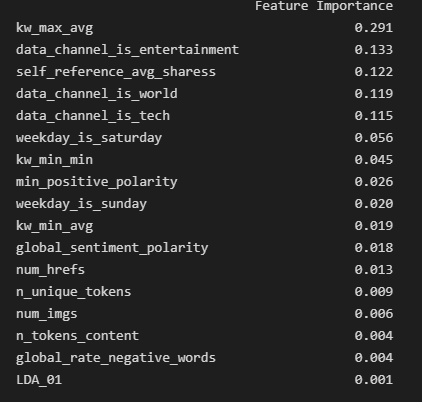 Feature Importance
kw_max_avg 0.291
data_channel_is_entertainment 0.133
self_reference_avg_sharess 0.122
data_channel_is_world 0.119
data_channel_is_tech 0.115
weekday_is_saturday 0.056
kw_min_min 0.045
min_positive_polarity 0.026
weekday_is_sunday 0.020
kw_min_avg 0.019
global_sentiment_polarity 0.018
num_hrefs 0.013
n_unique_tokens 0.009
num_imgs 0.006
n_tokens_content 0.004
global_rate_negative_words 0.004
LDA_01 0.001